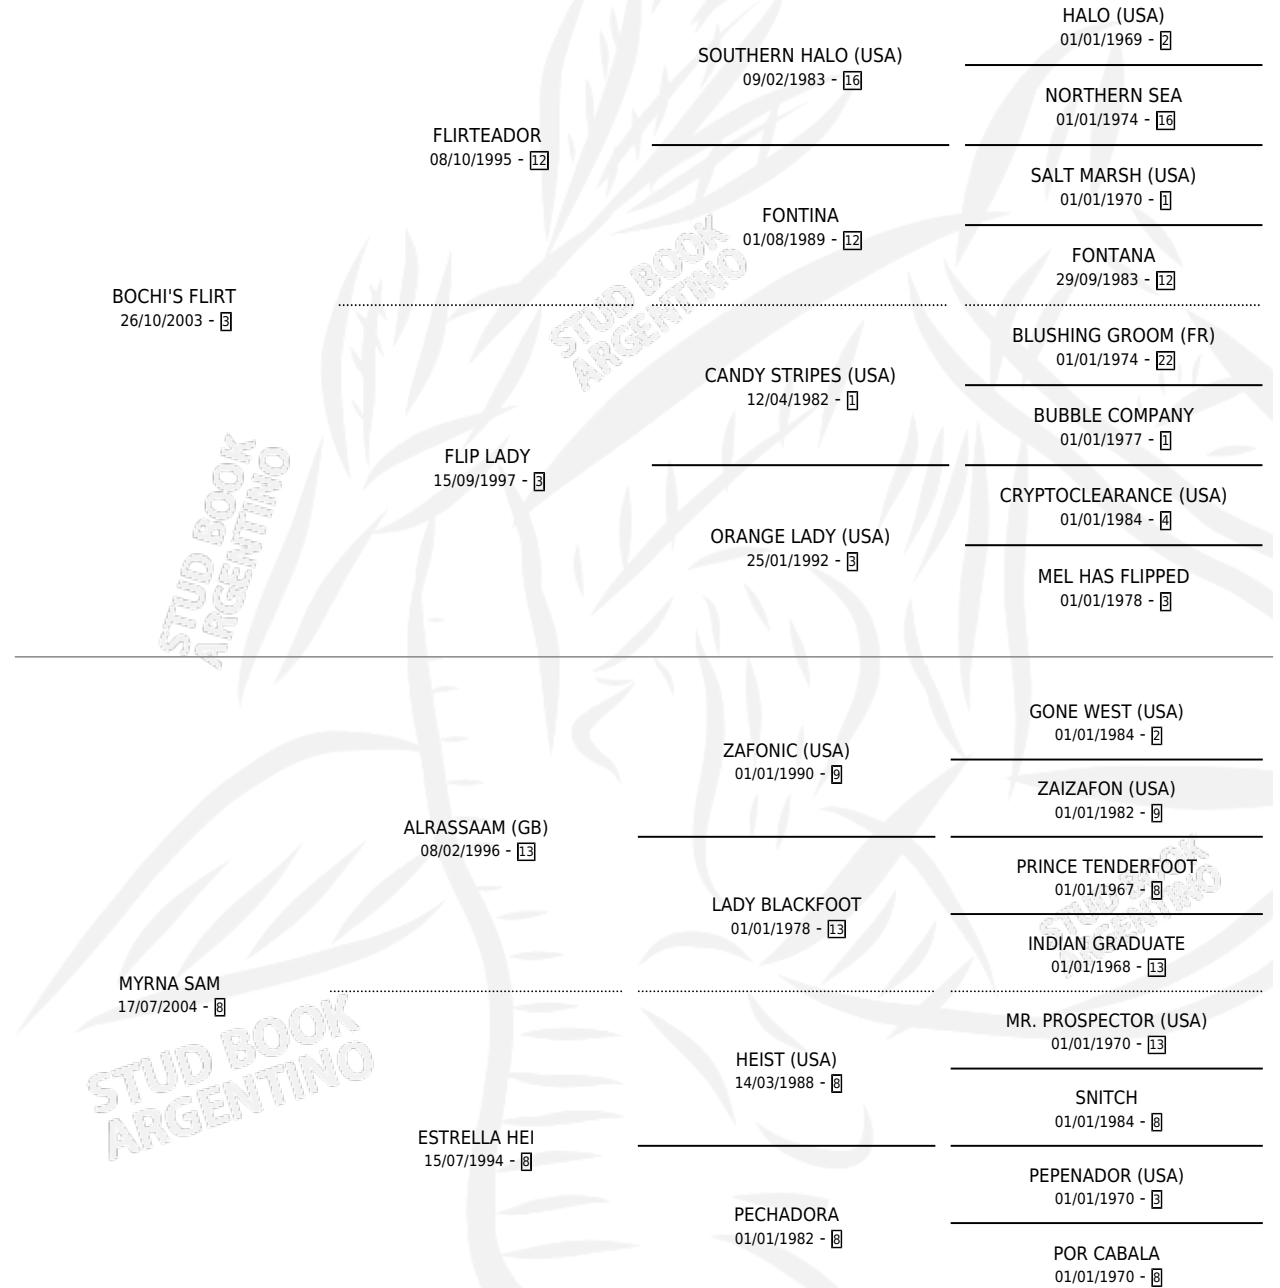 HALO (USA)
01/01/1969 - 2
SOUTHERN HALO (USA)
09/02/1983 - 16
NORTHERN SEA
01/01/1974 - 16
FLIRTEADOR
08/10/1995 - 12
SALT MARSH (USA)
01/01/1970 - 1
FONTINA
01/08/1989 - 12
FONTANA
29/09/1983 - 12
BOCHI'S FLIRT
26/10/2003 - 3
BLUSHING GROOM (FR)
01/01/1974 - 22
CANDY STRIPES (USA)
12/04/1982 - 1
BUBBLE COMPANY
01/01/1977 - 1
FLIP LADY
15/09/1997 - 3
CRYPTOCLEARANCE (USA)
01/01/1984 - 4
ORANGE LADY (USA)
25/01/1992 - 3
MEL HAS FLIPPED
01/01/1978 - 3
STUD BOOK
ARGENTINO
STUD BOOK
ARGENTINO
GONE WEST (USA)
01/01/1984 - 2
ZAFONIC (USA)
01/01/1990 - 9
ZAIZAFON (USA)
01/01/1982 - 9
ALRASSAAM (GB)
08/02/1996 - 13
PRINCE TENDERFOOT
01/01/1967 - 8
LADY BLACKFOOT
01/01/1978 - 13
INDIAN GRADUATE
01/01/1968 - 13
STUD BOOK
ARGENTINO
MYRNA SAM
17/07/2004 - 8
MR. PROSPECTOR (USA)
01/01/1970 - 13
HEIST (USA)
14/03/1988 - 8
SNITCH
01/01/1984 - 8
STUD BOOK
ARGENTINO
ESTRELLA HEI
15/07/1994 - 8
PEPENADOR (USA)
01/01/1970 - 3
PECHADORA
01/01/1982 - 8
POR CABALA
01/01/1970 - 8